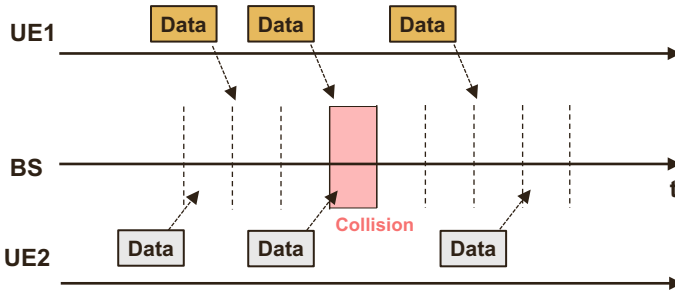 Data Data Data
UE1
BS
t
Collision
Data Data Data
UE2